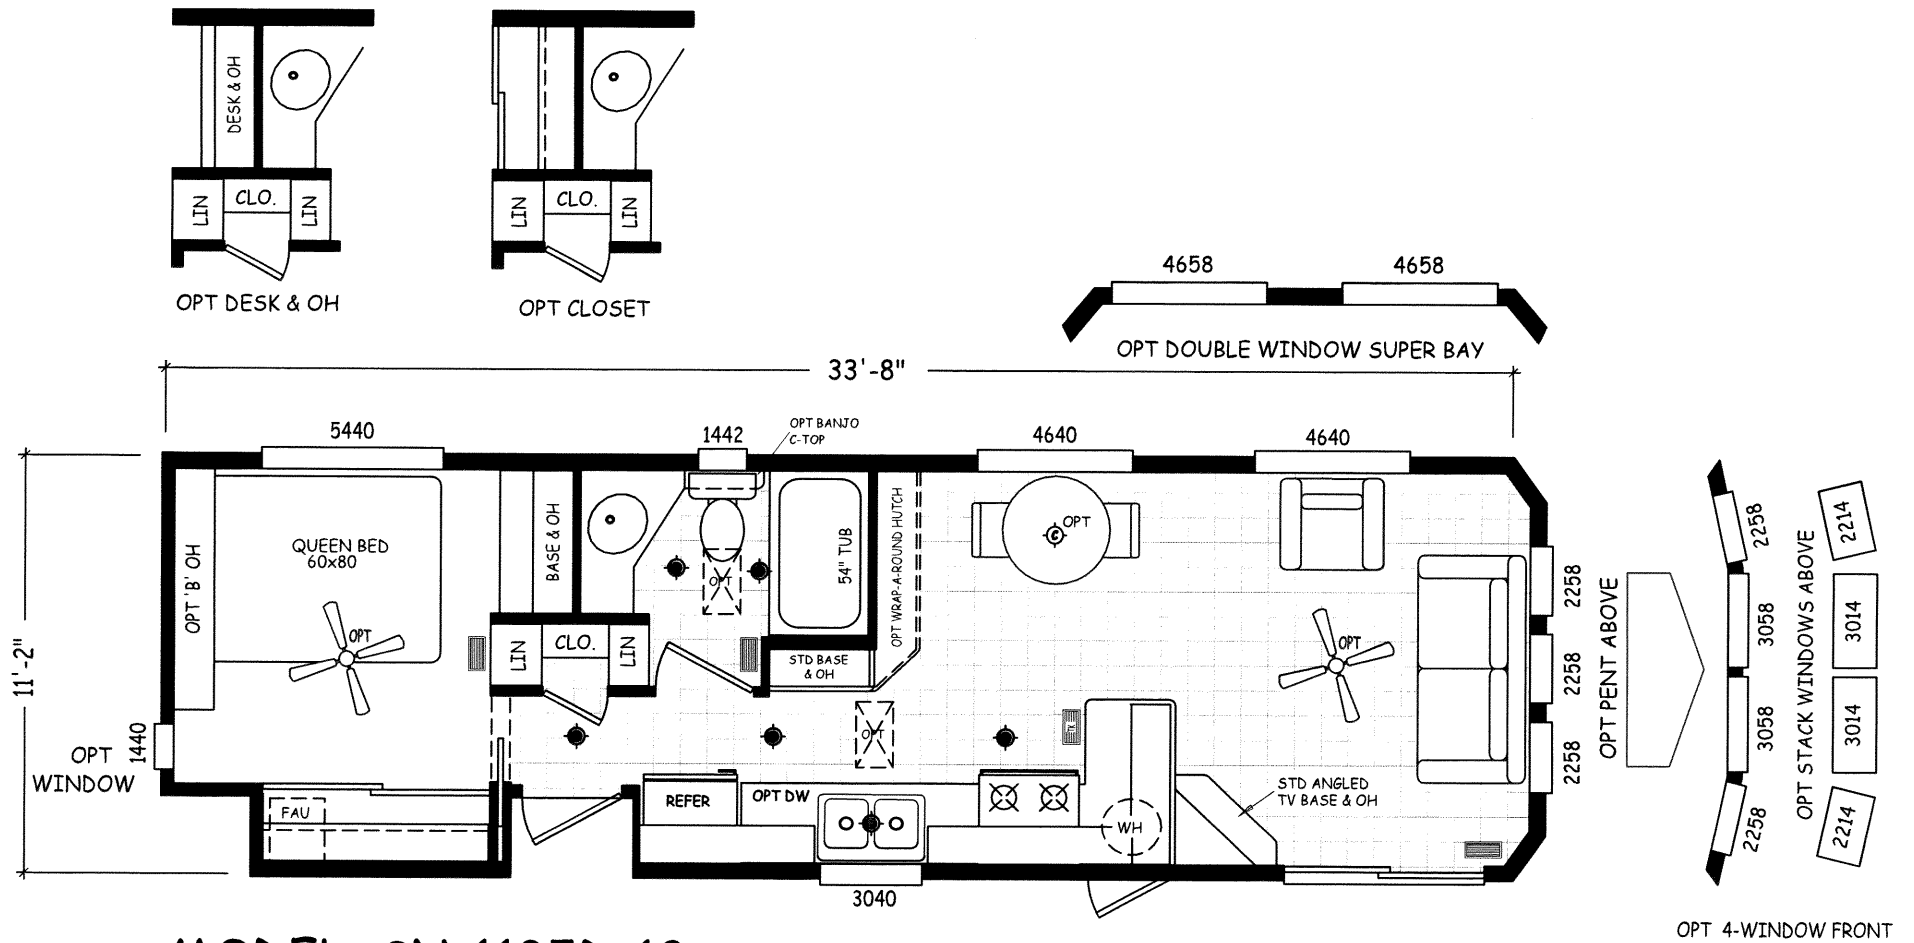 DESK & OH
LIN
CLO.
LIN
OPT DESK & OH
LIN
CLO.
LIN
OPT CLOSET
4658
4658
OPT DOUBLE WINDOW SUPER BAY
33'-8"
11'-2"
5440
1442
OPT BANJO
C-TOP
4640
4640
OPT 'B' OH
QUEEN BED
60x80
OPT
BASE & OH
LIN
CLO.
LIN
OPT
54" TUB
STD BASE
& OH
OPT WRAP-A-ROUND HUTCH
OPT
C
OPT
OPT
2258
2258
2258
OPT PENT ABOVE
2258
3058
3058
2258
OPT STACK WINDOWS ABOVE
2214
3014
3014
2214
OPT 4-WINDOW FRONT
1440
OPT
WINDOW
FAU
REFER
OPT DW
WH
STD ANGLED
TV BASE & OH
3040